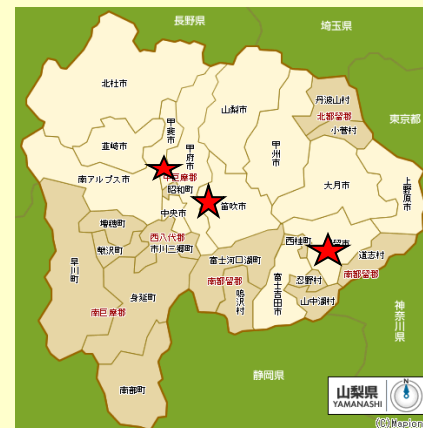 長野県
埼玉県
北杜市
山梨市
丹波山村
北都留郡
小菅村
東京都
甲斐市
甲府市
韮崎市
甲州市
大月市
上野原市
中巨摩郡
昭和町
南アルプス市
笛吹市
中央市
増穂町
西八代郡
市川三郷町
鰍沢町
早川町
西桂町
留市
道志村
富士河口湖町
南都留郡
鳴沢村
富士吉田市
忍野村
南都留郡
山中湖村
身延町
南巨摩郡
南部町
神奈川県
静岡県
山梨県
YAMANASHI
(C)Mapion